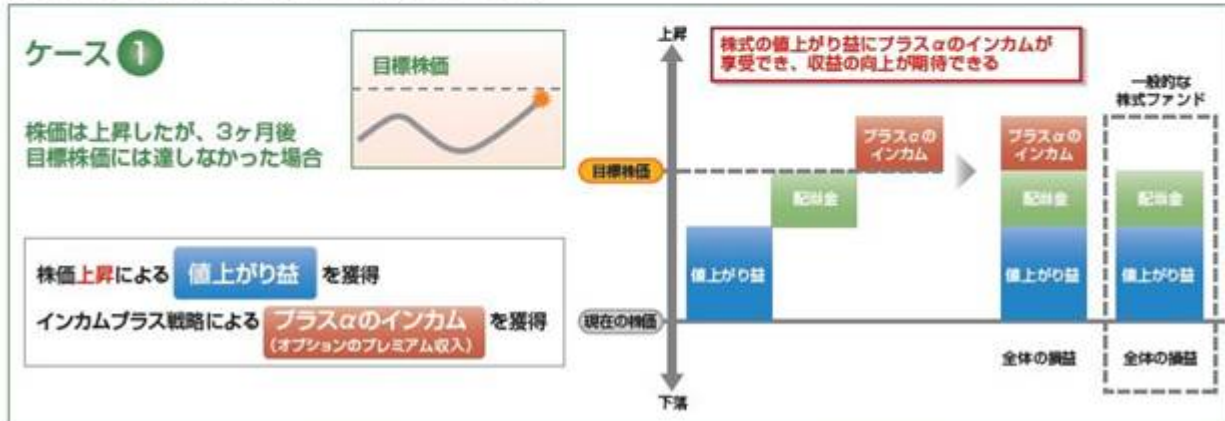 ケース 1
目標株価
株価は上昇したが、3ヶ月後
目標株価には達しなかった場合
株価上昇による 値上がり益 を獲得
インカムプラス戦略による プラスαのインカム を獲得
(オプションのプレミアム収入)
上昇
株式の値上がり益にプラスαのインカムが
享受でき、収益の向上が期待できる
一般的な
株式ファンド
プラスαの
インカム
プラスαの
インカム
目標株価
配当金
配当金
配当金
値上がり益
値上がり益
値上がり益
現在の株価
全体の損益
全体の損益
下落